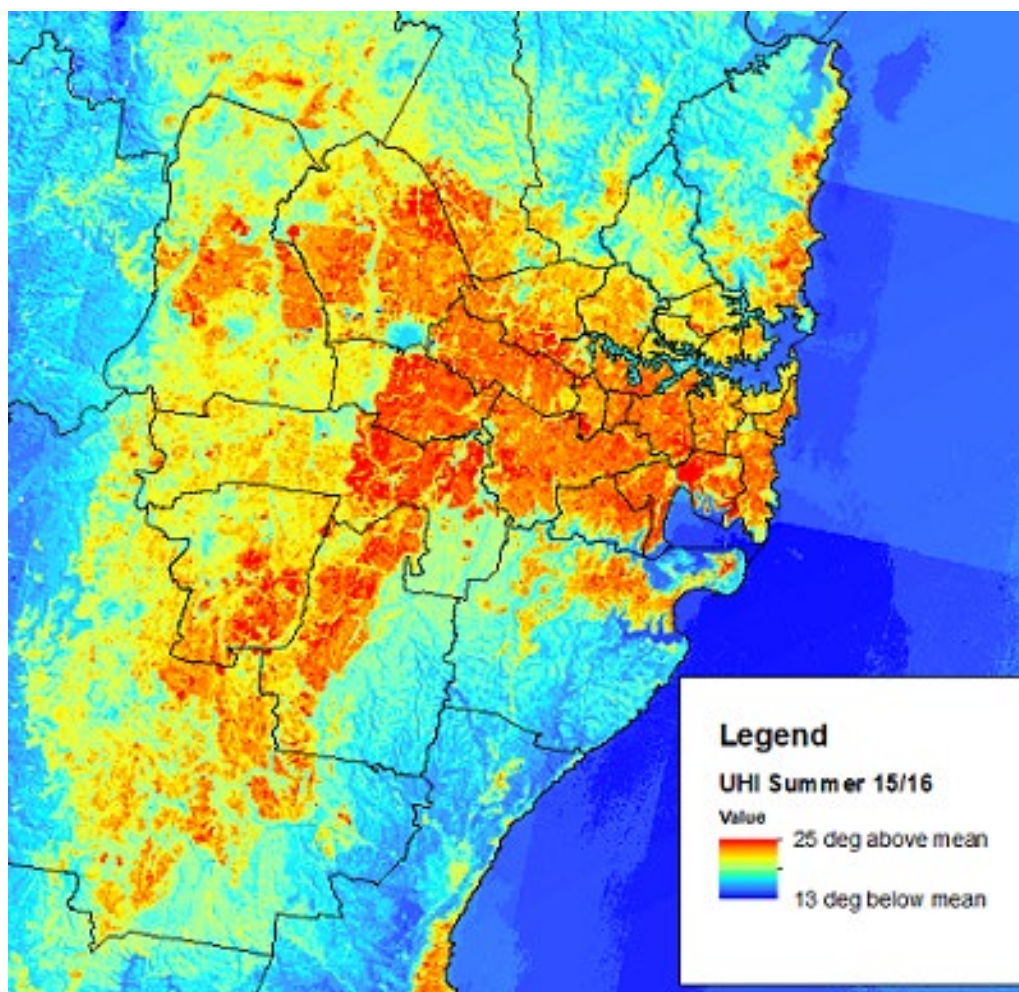 Legend
UHI Summer 15/16
Value
25 deg above mean
13 deg below mean